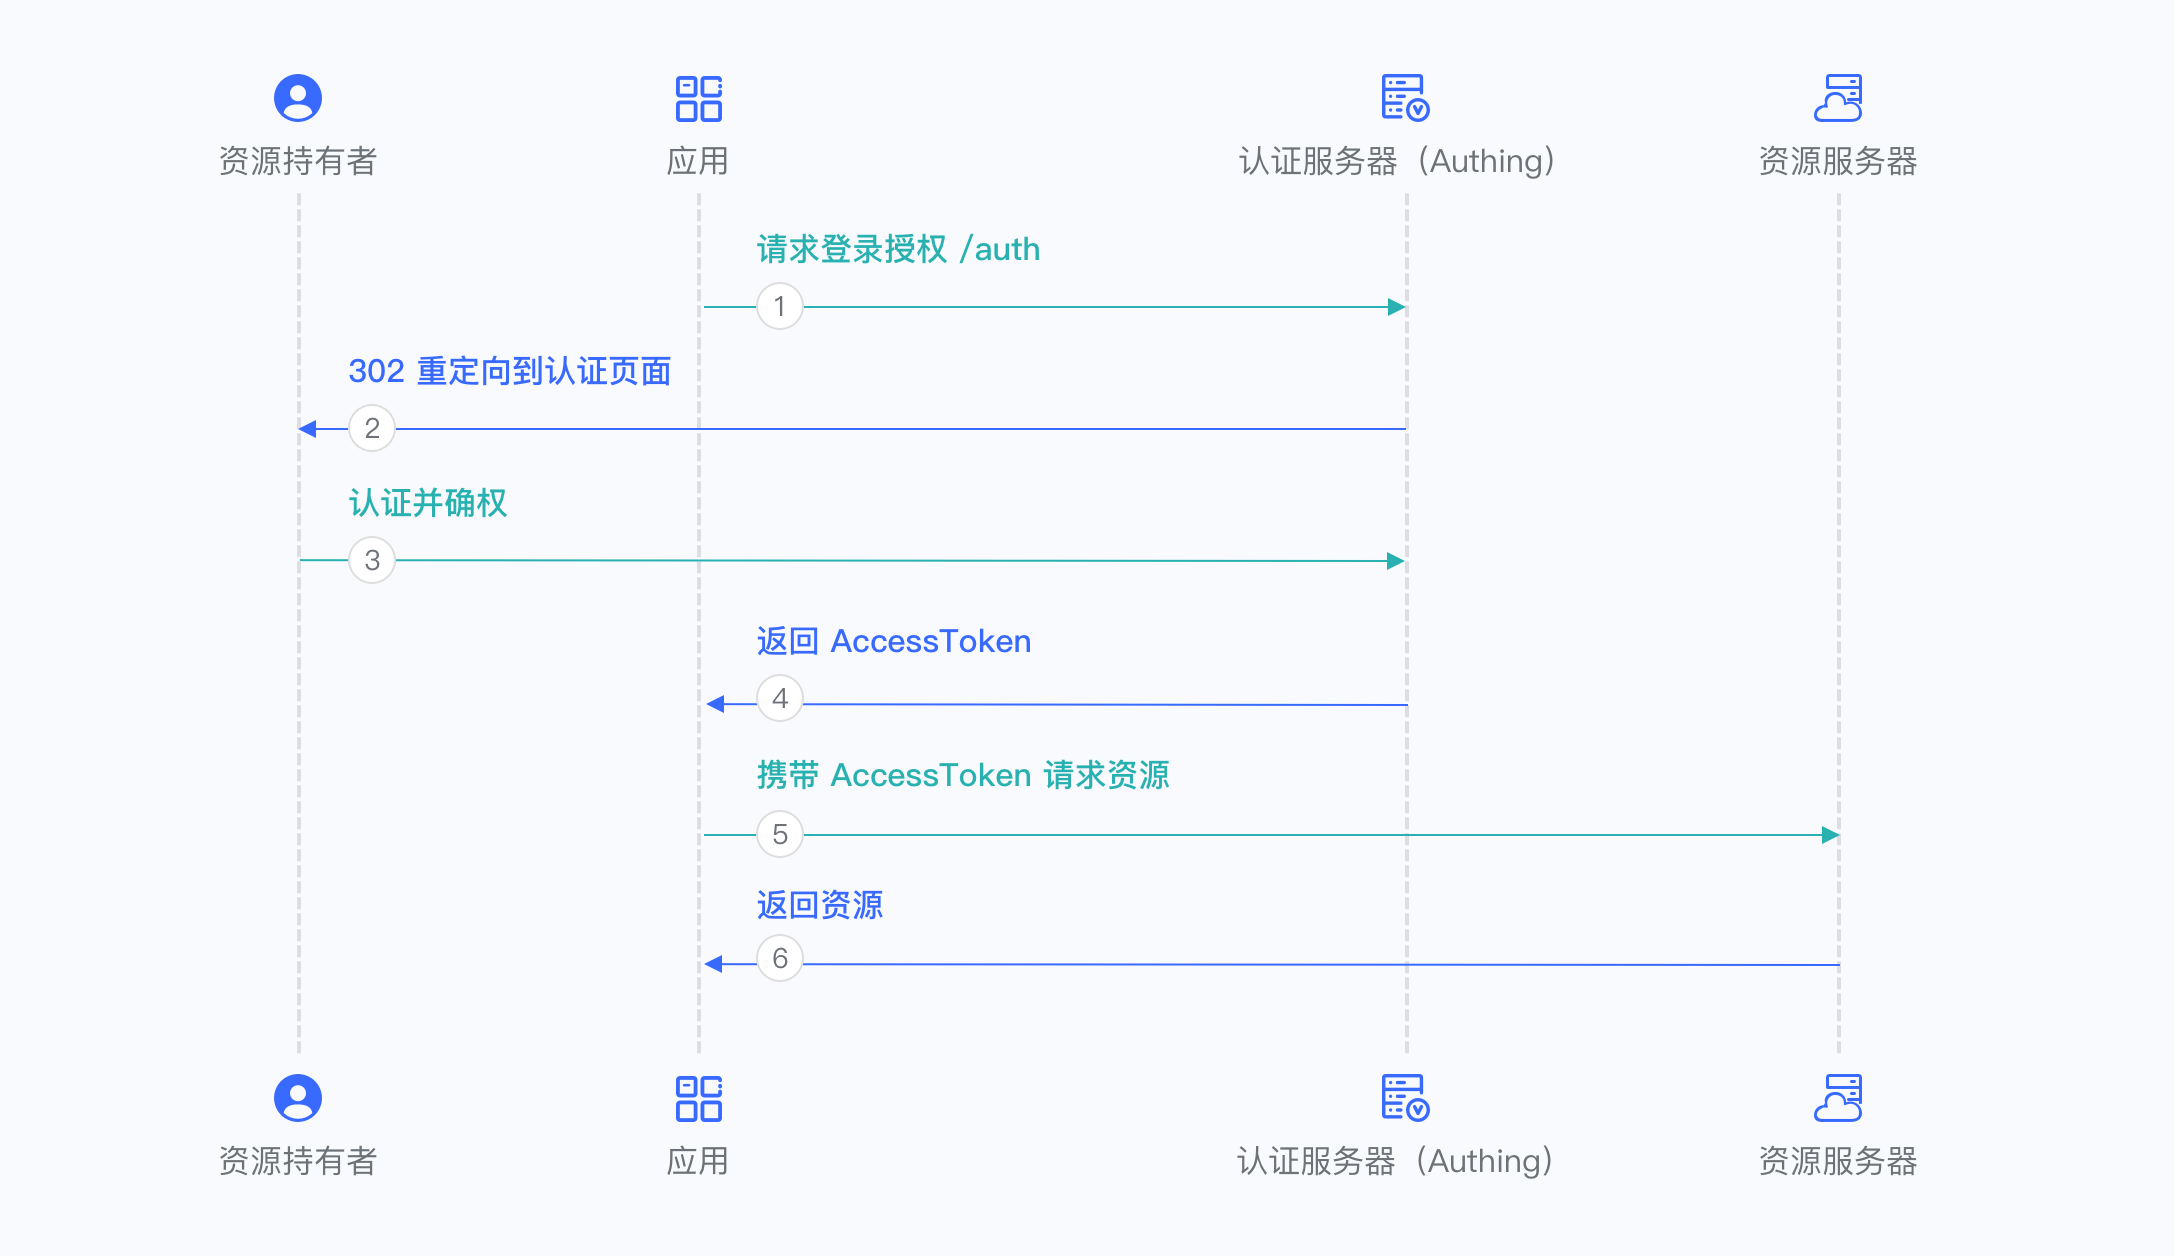 资源持有者
应用
认证服务器（Authing）
资源服务器
请求登录授权 /auth
1
302 重定向到认证页面
2
认证并确权
3
返回 AccessToken
4
携带 AccessToken 请求资源
5
返回资源
6
资源持有者
应用
认证服务器（Authing）
资源服务器